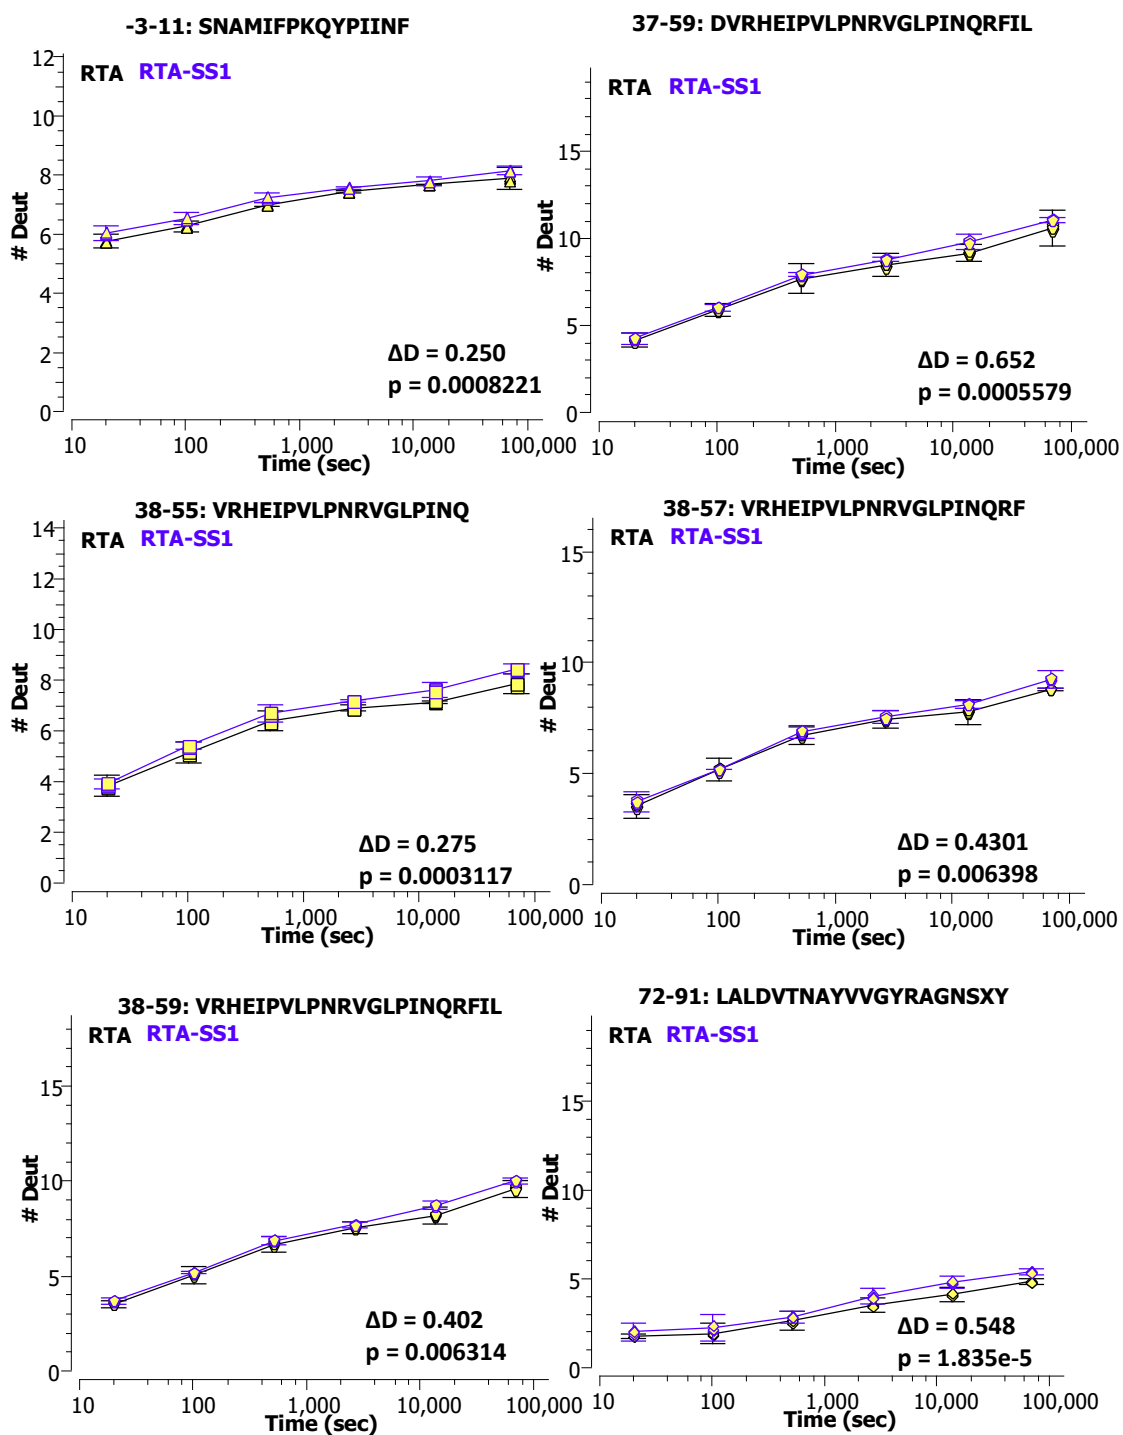 -3-11: SNAMIFPKQYPIINF
RTA RTA-SS1
12
10
8
6
4
2
0
# Deut
ΔD = 0.250
p = 0.0008221
10 100 1,000 10,000 100,000
Time (sec)
37-59: DVRHEIPVLPNRVGLPINQRFIL
RTA RTA-SS1
15
10
5
0
# Deut
ΔD = 0.652
p = 0.0005579
10 100 1,000 10,000 100,000
Time (sec)
38-55: VRHEIPVLPNRVGLPINQ
RTA RTA-SS1
14
12
10
8
6
4
2
0
# Deut
ΔD = 0.275
p = 0.0003117
10 100 1,000 10,000 100,000
Time (sec)
38-57: VRHEIPVLPNRVGLPINQRF
RTA RTA-SS1
15
10
5
0
# Deut
ΔD = 0.4301
p = 0.006398
10 100 1,000 10,000 100,000
Time (sec)
38-59: VRHEIPVLPNRVGLPINQRFIL
RTA RTA-SS1
15
10
5
0
# Deut
ΔD = 0.402
p = 0.006314
10 100 1,000 10,000 100,000
Time (sec)
72-91: LALDVTNAYVVGYRAGNSXY
RTA RTA-SS1
15
10
5
0
# Deut
ΔD = 0.548
p = 1.835e-5
10 100 1,000 10,000 100,000
Time (sec)